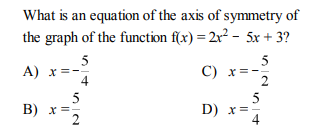 What is an equation of the axis of symmetry of
the graph of the function f(x) = 2x² - 5x + 3?
A) x = -5/4
C) x = -5/2
B) x = 5/2
D) x = 5/4